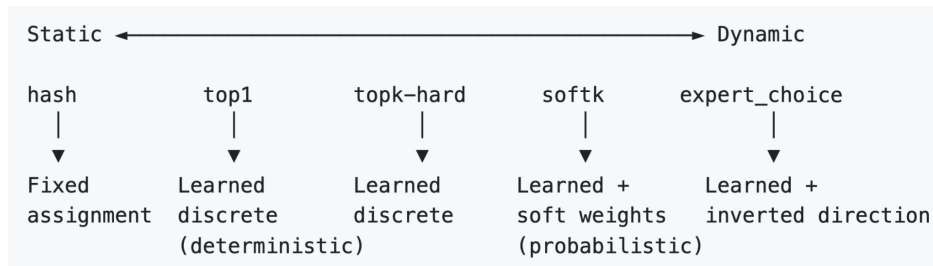 Static ◄──────────► Dynamic
hash top1 topk-hard softk expert_choice
Fixed Learned Learned Learned + Learned +
assignment discrete discrete soft weights inverted direction
(deterministic) (probabilistic)